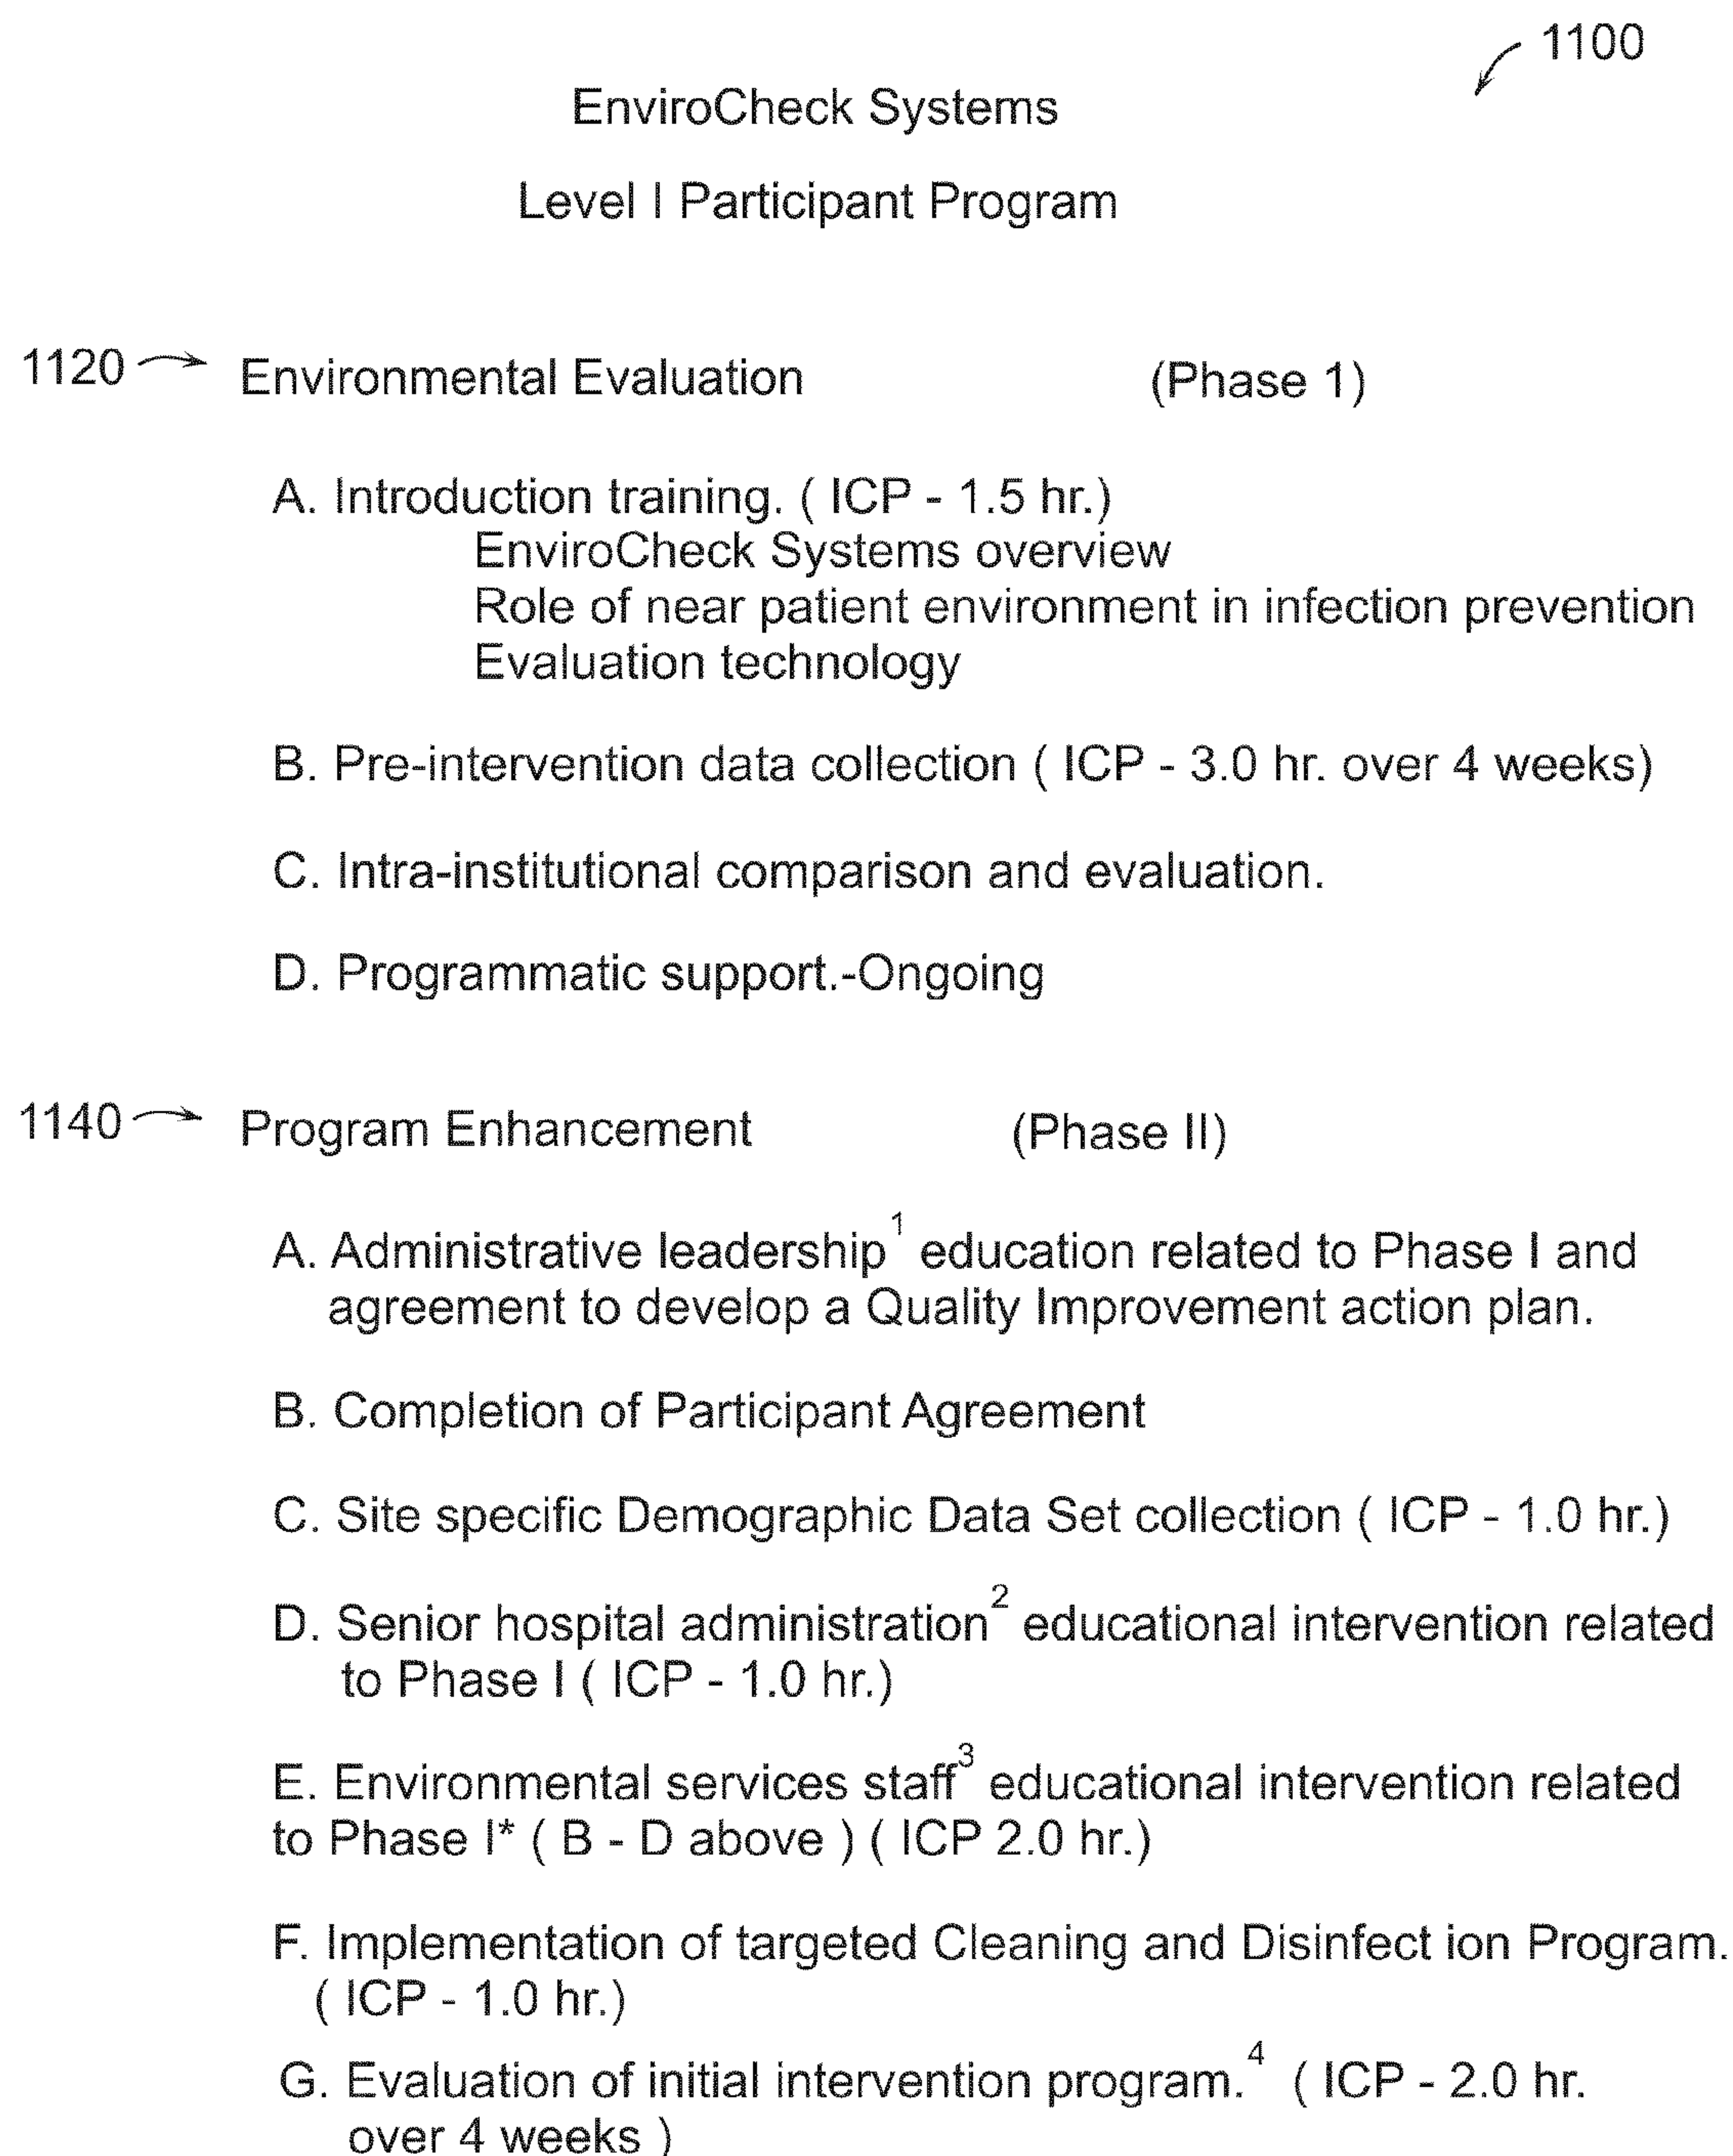 1100
EnviroCheck Systems
Level I Participant Program
1120 Environmental Evaluation (Phase 1)
A. Introduction training. ( ICP - 1.5 hr.)
EnviroCheck Systems overview
Role of near patient environment in infection prevention
Evaluation technology
B. Pre-intervention data collection ( ICP - 3.0 hr. over 4 weeks)
C. Intra-institutional comparison and evaluation.
D. Programmatic support.-Ongoing
1140 Program Enhancement (Phase II)
A. Administrative leadership¹ education related to Phase I and
agreement to develop a Quality Improvement action plan.
B. Completion of Participant Agreement
C. Site specific Demographic Data Set collection ( ICP - 1.0 hr.)
D. Senior hospital administration² educational intervention related
to Phase I ( ICP - 1.0 hr.)
E. Environmental services staff³ educational intervention related
to Phase I* ( B - D above ) ( ICP 2.0 hr.)
F. Implementation of targeted Cleaning and Disinfect ion Program.
( ICP - 1.0 hr.)
G. Evaluation of initial intervention program.⁴ ( ICP - 2.0 hr.
over 4 weeks )